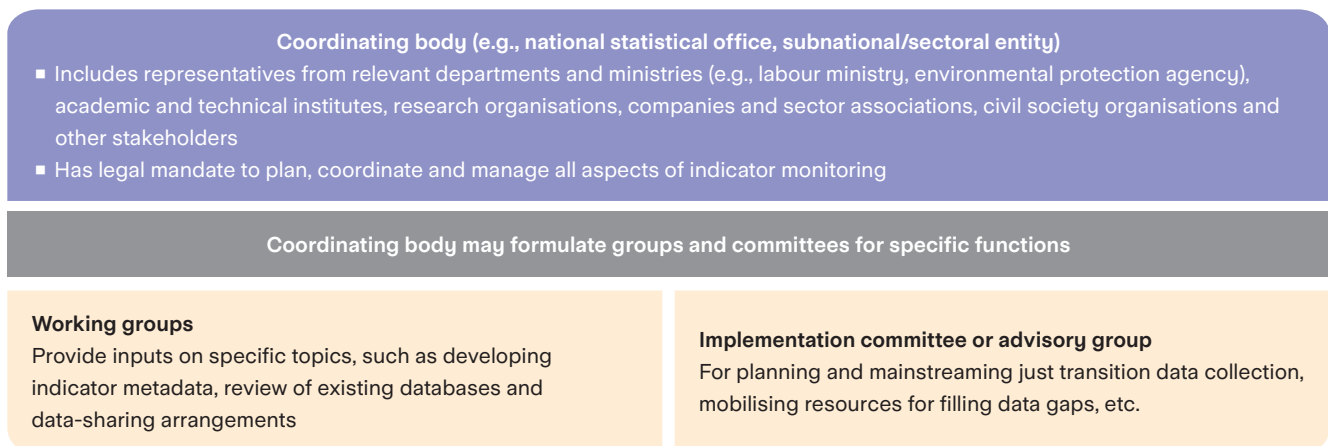 Coordinating body (e.g., national statistical office, subnational/sectoral entity)
▪ Includes representatives from relevant departments and ministries (e.g., labour ministry, environmental protection agency),
academic and technical institutes, research organisations, companies and sector associations, civil society organisations and
other stakeholders
▪ Has legal mandate to plan, coordinate and manage all aspects of indicator monitoring
Coordinating body may formulate groups and committees for specific functions
Working groups
Provide inputs on specific topics, such as developing
indicator metadata, review of existing databases and
data-sharing arrangements
Implementation committee or advisory group
For planning and mainstreaming just transition data collection,
mobilising resources for filling data gaps, etc.